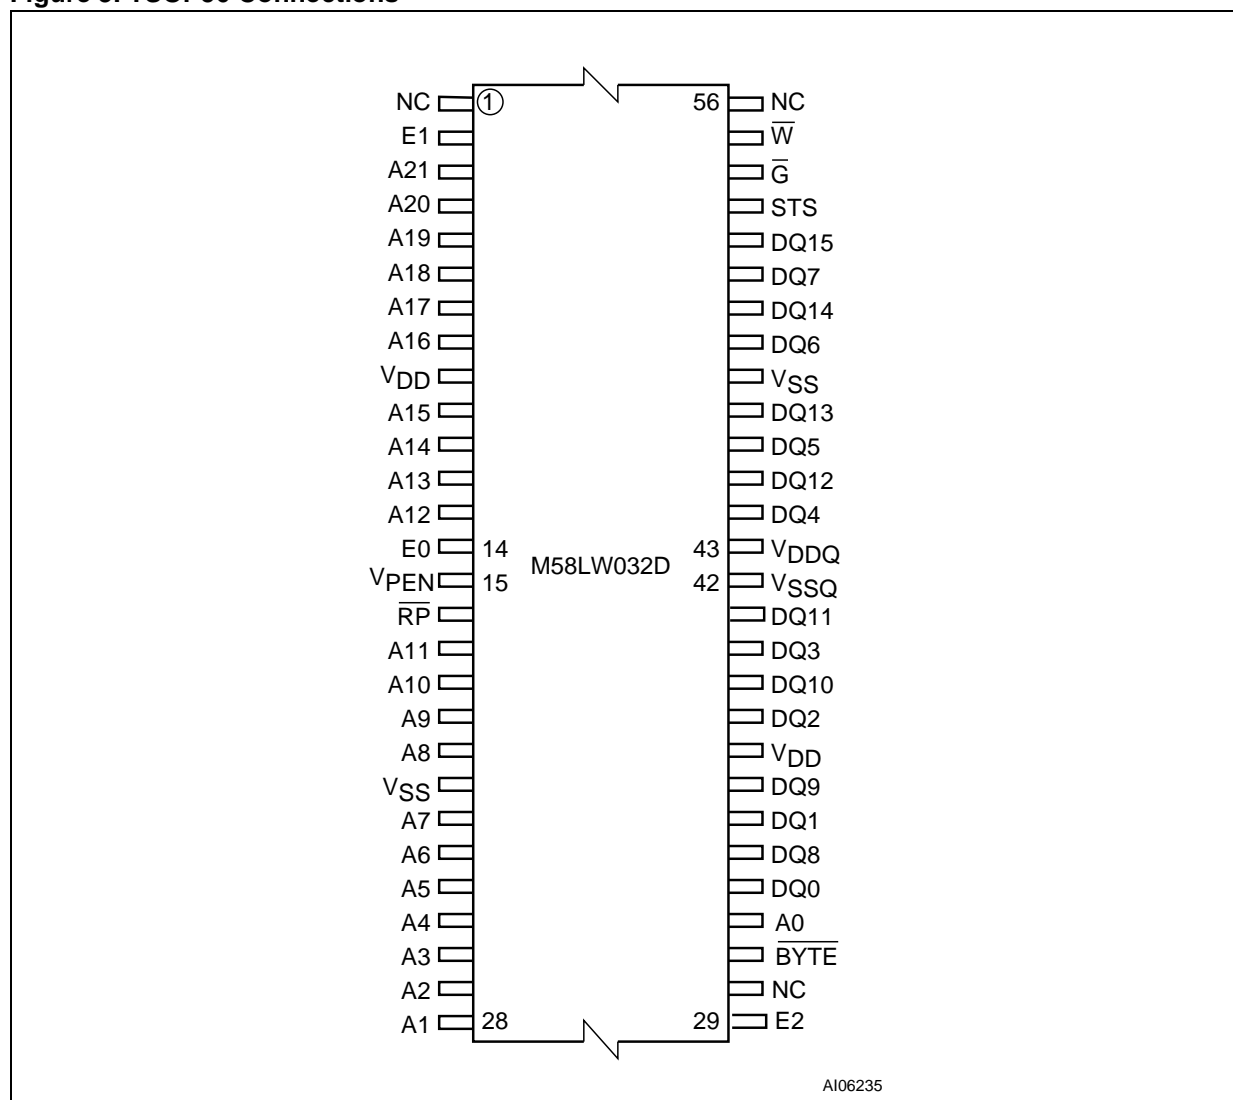 Figure Connections
NC 1 56 NC
E1 W
A21 G
A20 STS
A19 DQ15
A18 DQ7
A17 DQ14
A16 DQ6
VDD VSS
A15 DQ13
A14 DQ5
A13 DQ12
A12 DQ4
E0 14 43 VDDQ
M58LW032D
VPEN 15 42 VSSQ
RP DQ11
A11 DQ3
A10 DQ10
A9 DQ2
A8 VDD
VSS DQ9
A7 DQ1
A6 DQ8
A5 DQ0
A4 A0
A3 BYTE
A2 NC
A1 28 29 E2
AI06235